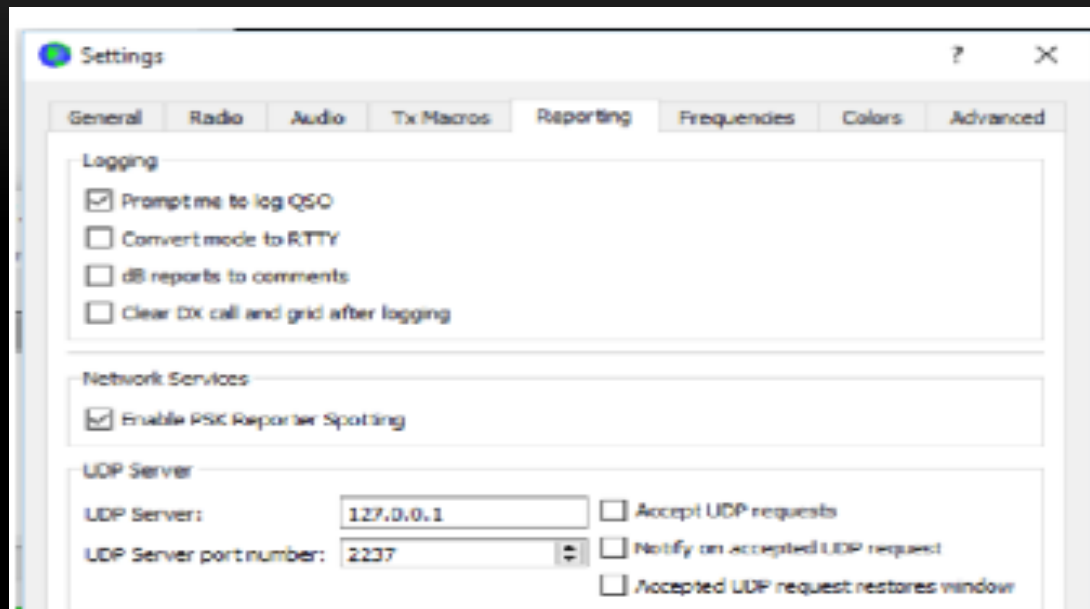 Settings ?
General Radio Audio Tx Macros Reporting Frequencies Colors Advanced
Logging
Prompt me to log QSO
Convert mode to RTTY
dB reports to comments
Clear DX call and grid after logging
Network Services
Enable PSK Reporter Spotting
UDP Server
UDP Server: 127.0.0.1 Accept UDP requests
UDP Server port number: 2237 Notify on accepted UDP request
Accepted UDP request restores window